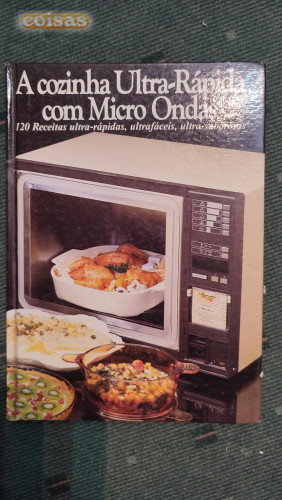 coisas
A cozinha Ultra-Rápida
com Micro Ondas
120 Receitas ultra-rápidas, ultrafáceis, ultra-saborosas